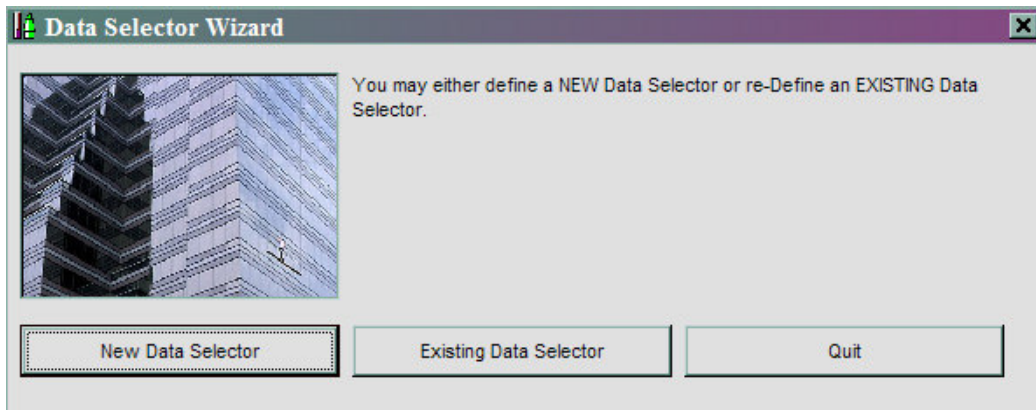 Data Selector Wizard
You may either define a NEW Data Selector or re-Define an EXISTING Data
Selector.
New Data Selector
Existing Data Selector
Quit